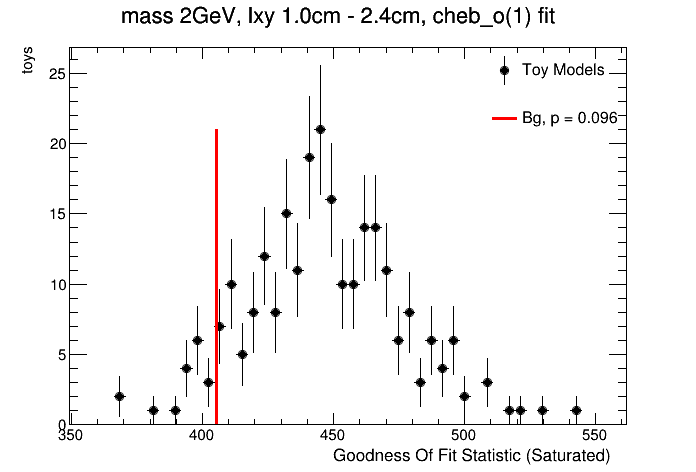 mass 2GeV, lxy 1.0cm - 2.4cm, cheb_o(1) fit
toys
25
20
15
10
5
0
Toy Models
Bg, p = 0.096
350
400
450
500
550
Goodness Of Fit Statistic (Saturated)